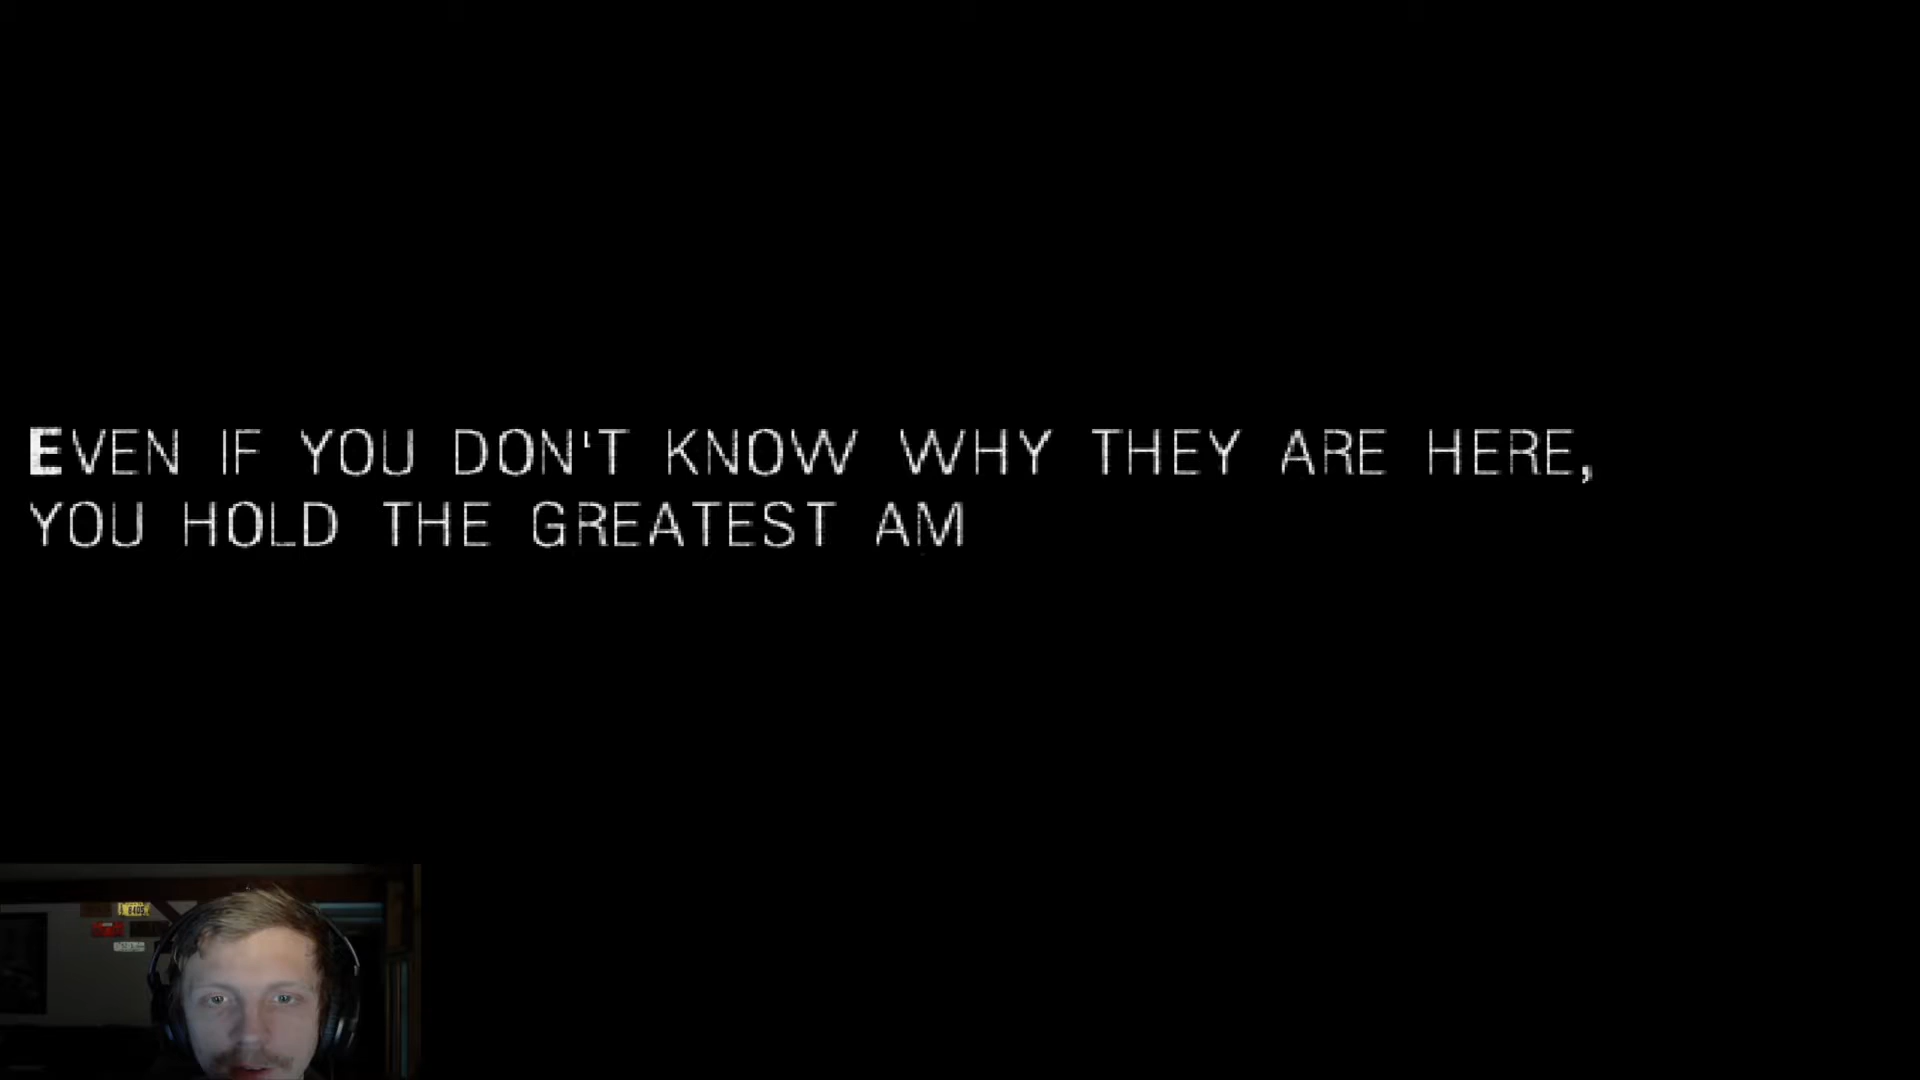 EVEN IF YOU DON'T KNOW WHY THEY ARE HERE,
YOU HOLD THE GREATEST AM